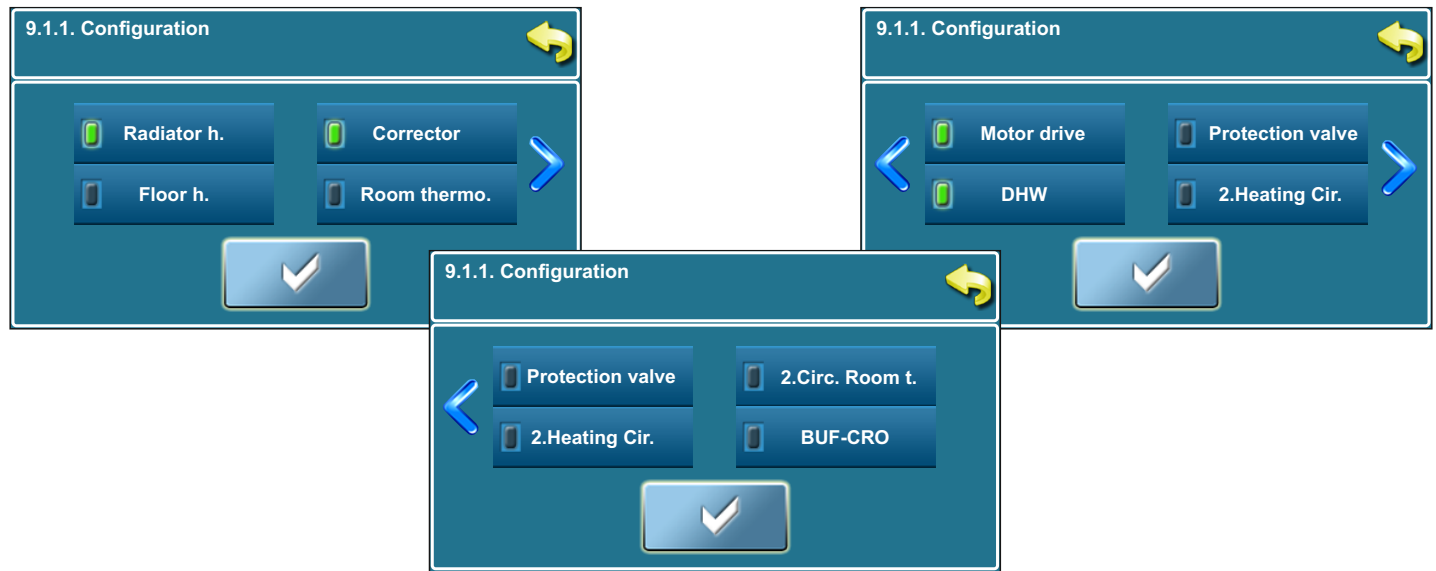 9.1.1. Configuration
Radiator h.
Corrector
Floor h.
Room thermo.
9.1.1. Configuration
Motor drive
Protection valve
DHW
2.Heating Cir.
9.1.1. Configuration
Protection valve
2.Circ. Room t.
2.Heating Cir.
BUF-CRO